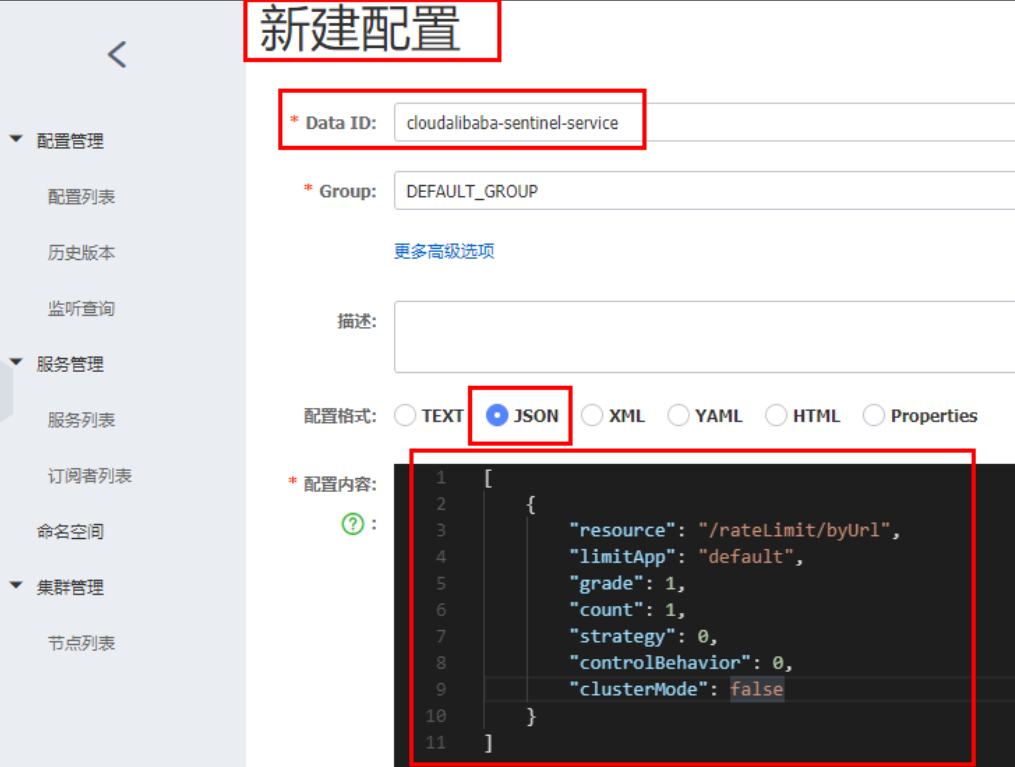 新建配置
配置管理
配置列表
历史版本
监听查询
服务管理
服务列表
订阅者列表
命名空间
集群管理
节点列表
* Data ID: cloudalibaba-sentinel-service
* Group: DEFAULT_GROUP
更多高级选项
描述:
配置格式: TEXT JSON XML YAML HTML Properties
* 配置内容:
? :
1 [
2 {
3 "resource": "/rateLimit/byUrl",
4 "limitApp": "default",
5 "grade": 1,
6 "count": 1,
7 "strategy": 0,
8 "controlBehavior": 0,
9 "clusterMode": false
10 }
11 ]